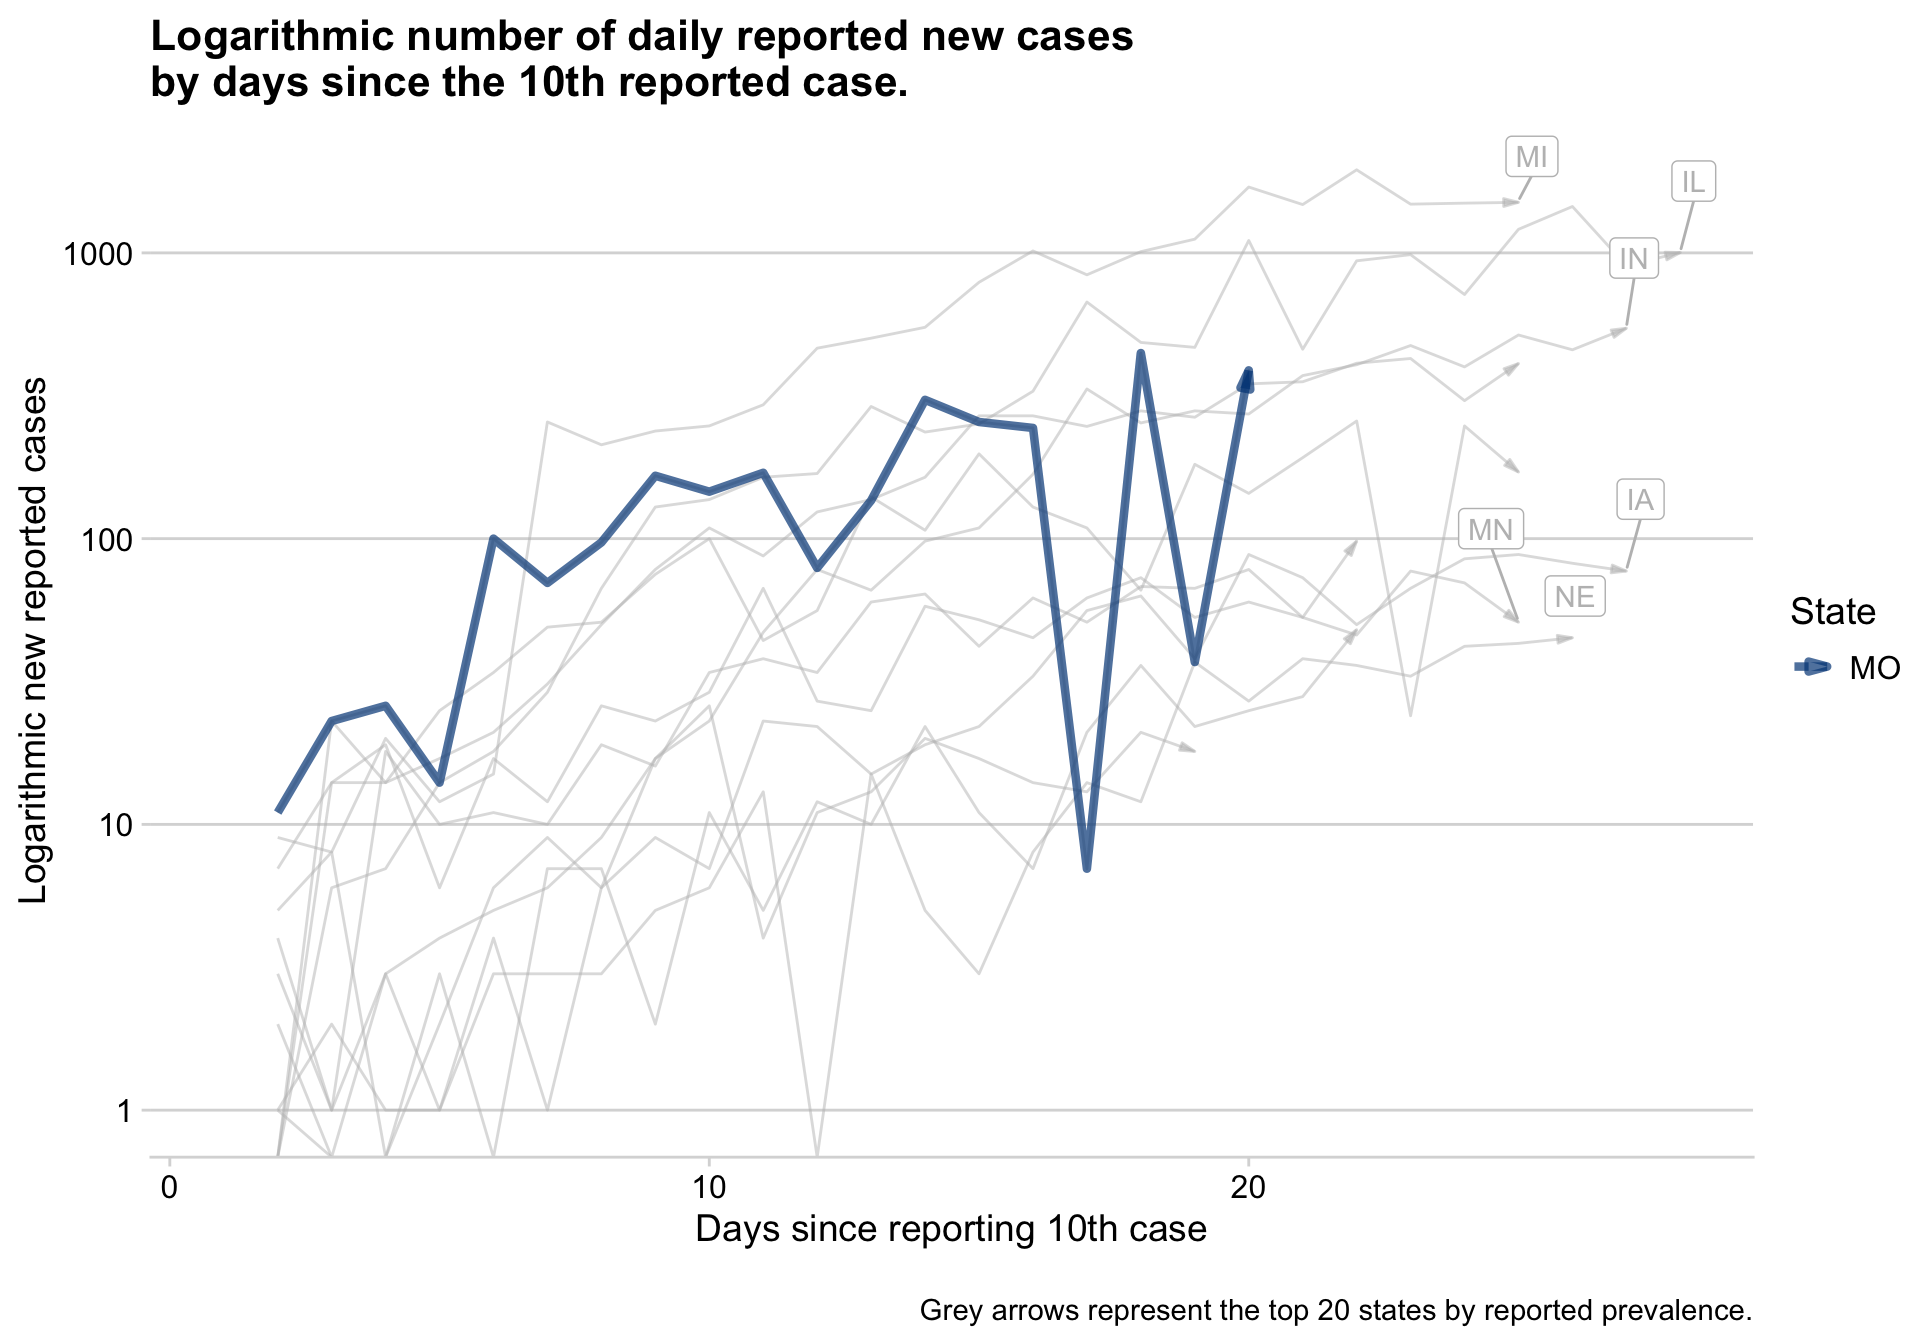 Logarithmic number of daily reported new cases
by days since the 10th reported case.
MI
IL
IN
IA
MN
NE
1000
100
10
1
Logarithmic new reported cases
0
10
20
Days since reporting 10th case
State
MO
Grey arrows represent the top 20 states by reported prevalence.